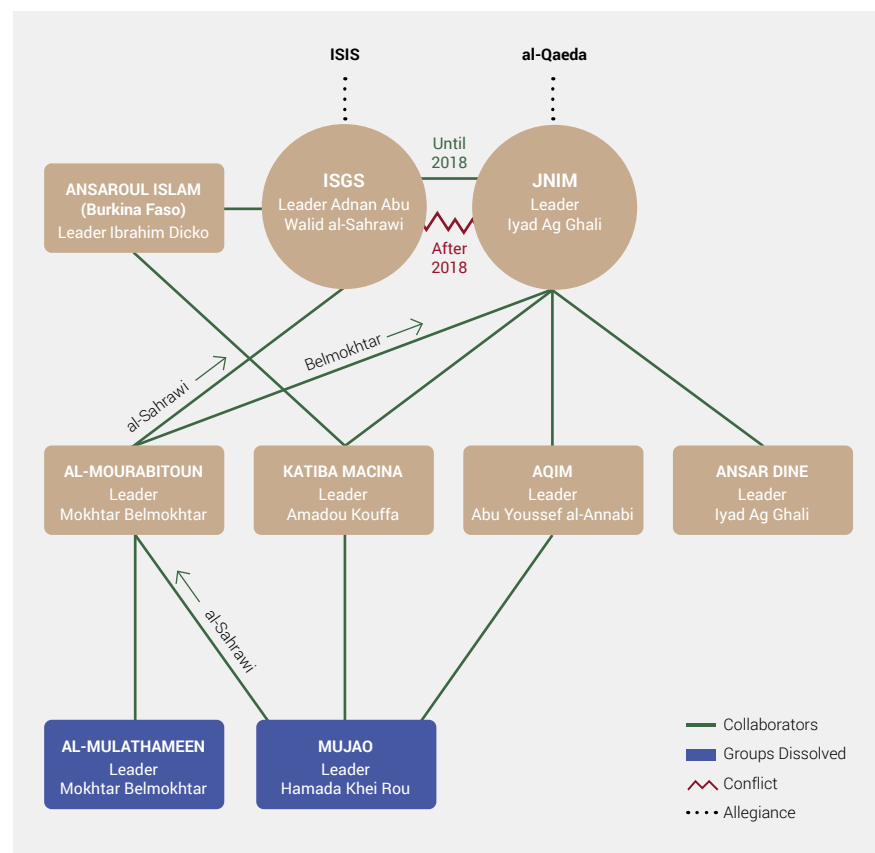 ISIS
al-Qaeda
Until
2018
ISGS
Leader Adnan Abu
Walid al-Sahrawi
JNIM
Leader
Iyad Ag Ghali
ANSAROUL ISLAM
(Burkina Faso)
Leader Ibrahim Dicko
After
2018
Belmokhtar
al-Sahrawi
AL-MOURABITOUN
Leader
Mokhtar Belmokhtar
KATIBA MACINA
Leader
Amadou Kouffa
AQIM
Leader
Abu Youssef al-Annabi
ANSAR DINE
Leader
Iyad Ag Ghali
al-Sahrawi
AL-MULATHAMEEN
Leader
Mokhtar Belmokhtar
MUJAO
Leader
Hamada Khei Rou
Collaborators
Groups Dissolved
Conflict
Allegiance